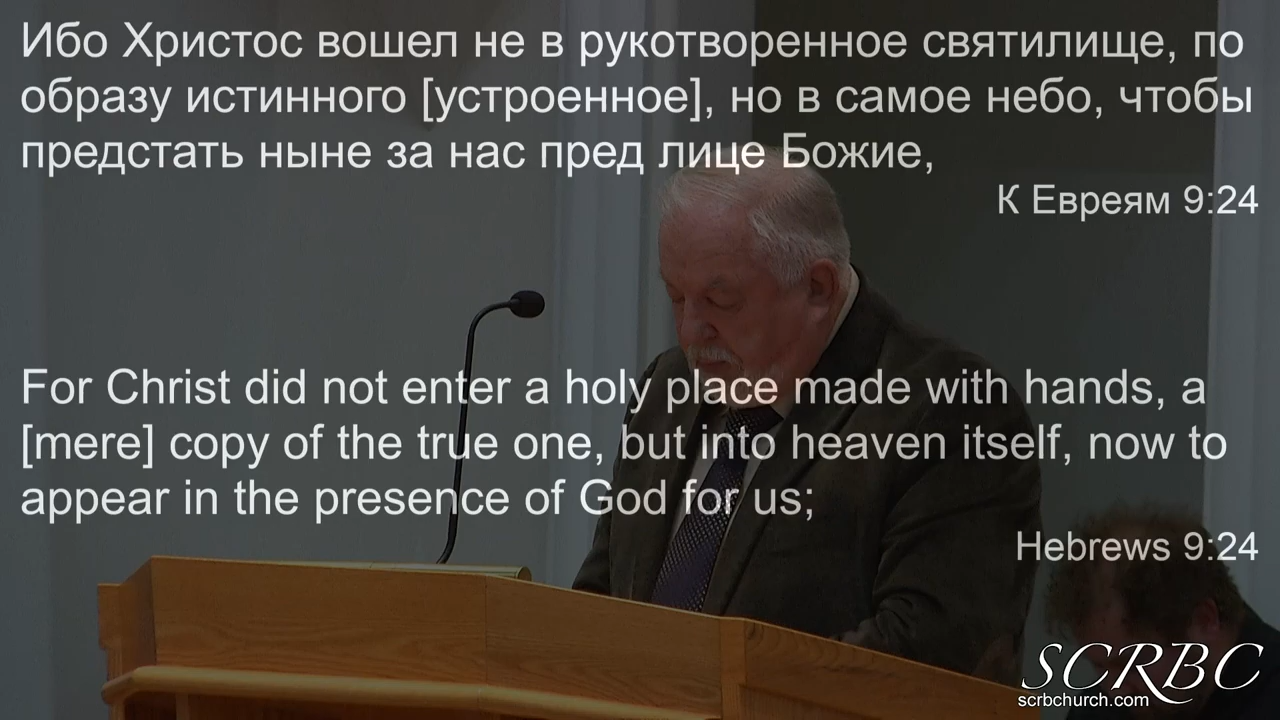 Ибо Христос вошел не в рукотворенное святилище, по
образу истинного [устроенное], но в самое небо, чтобы
предстать ныне за нас пред лице Божие,
К Евреям 9:24
For Christ did not enter a holy place made with hands, a
[mere] copy of the true one, but into heaven itself, now to
appear in the presence of God for us;
Hebrews 9:24
SCRBC
scrbchurch.com